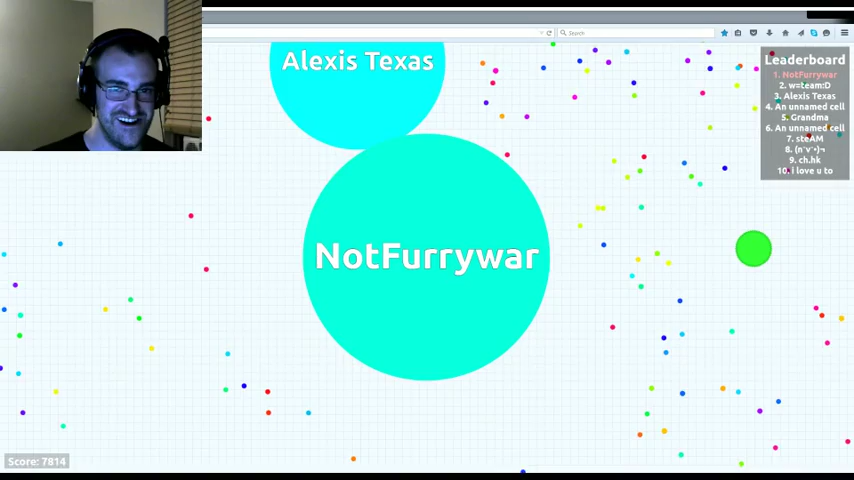 Search
Alexis Texas
NotFurrywar
Leaderboard
1. NotFurrywar
2. w=team:D
3. Alexis Texas
4. An unnamed cell
5. Grandma
6. An unnamed cell
7. steAM
9. ch.hk
10. i love u to
Score: 7814